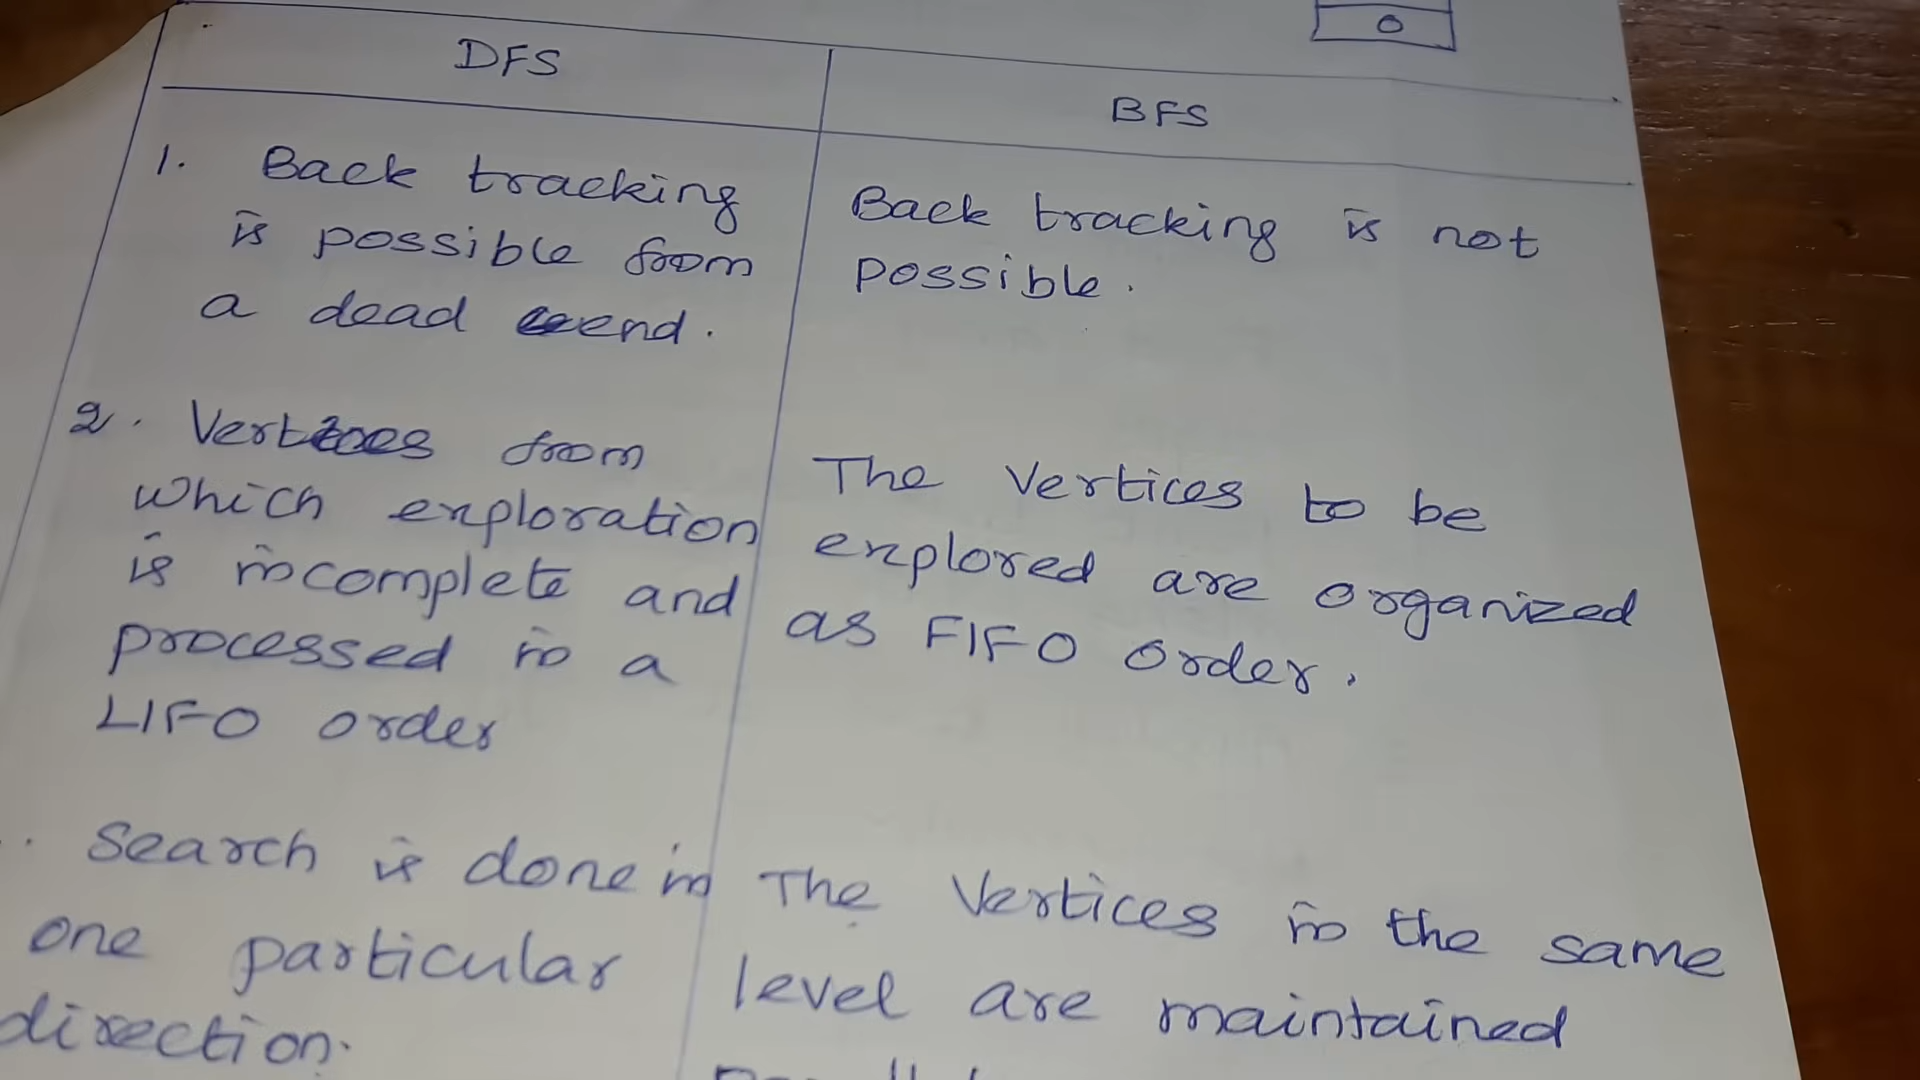 0
DFS
BFS
1. Back tracking
is possible from
a dead end.
Back tracking is not
possible.
2. Vertices from
which exploration
is incomplete and
processed in a
LIFO order
The Vertices to be
explored are organized
as FIFO order.
. Search is done in
one particular
direction.
The Vertices in the same
level are maintained